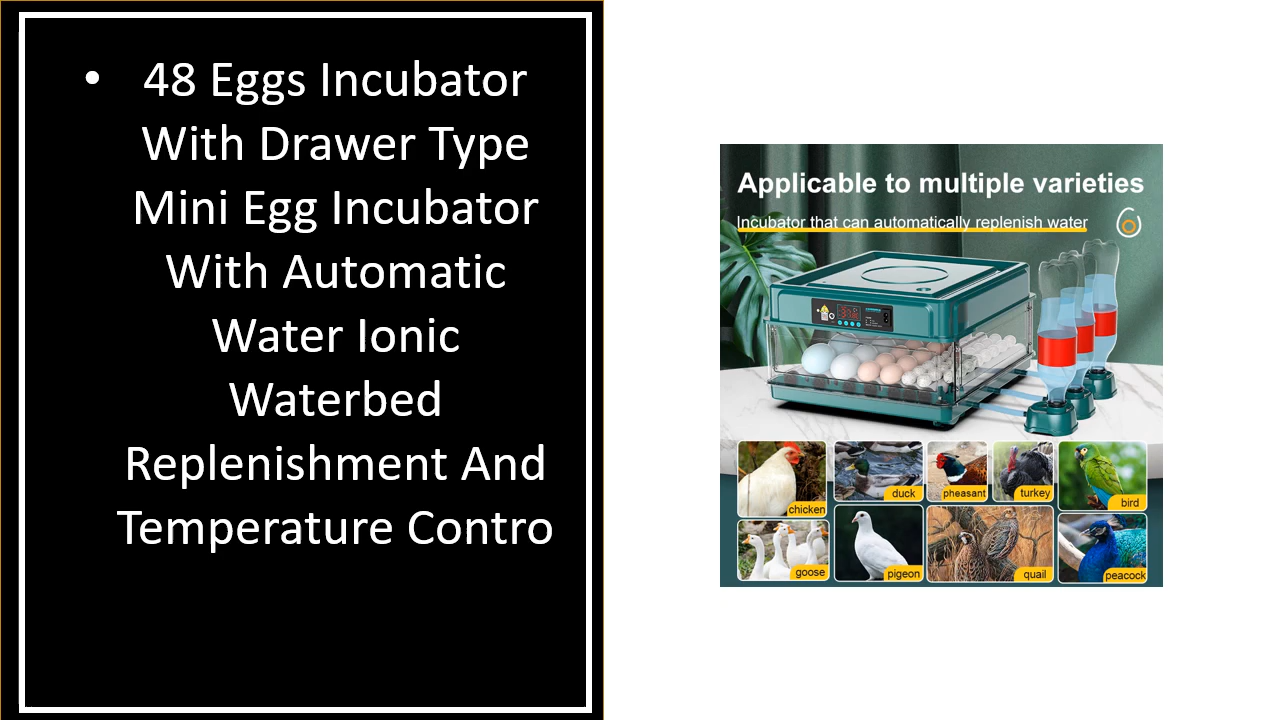 • 48 Eggs Incubator
With Drawer Type
Mini Egg Incubator
With Automatic
Water Ionic
Waterbed
Replenishment And
Temperature Contro
Applicable to multiple varieties
Incubator that can automatically replenish water
chicken
duck
pheasant
turkey
bird
goose
pigeon
quail
peacock